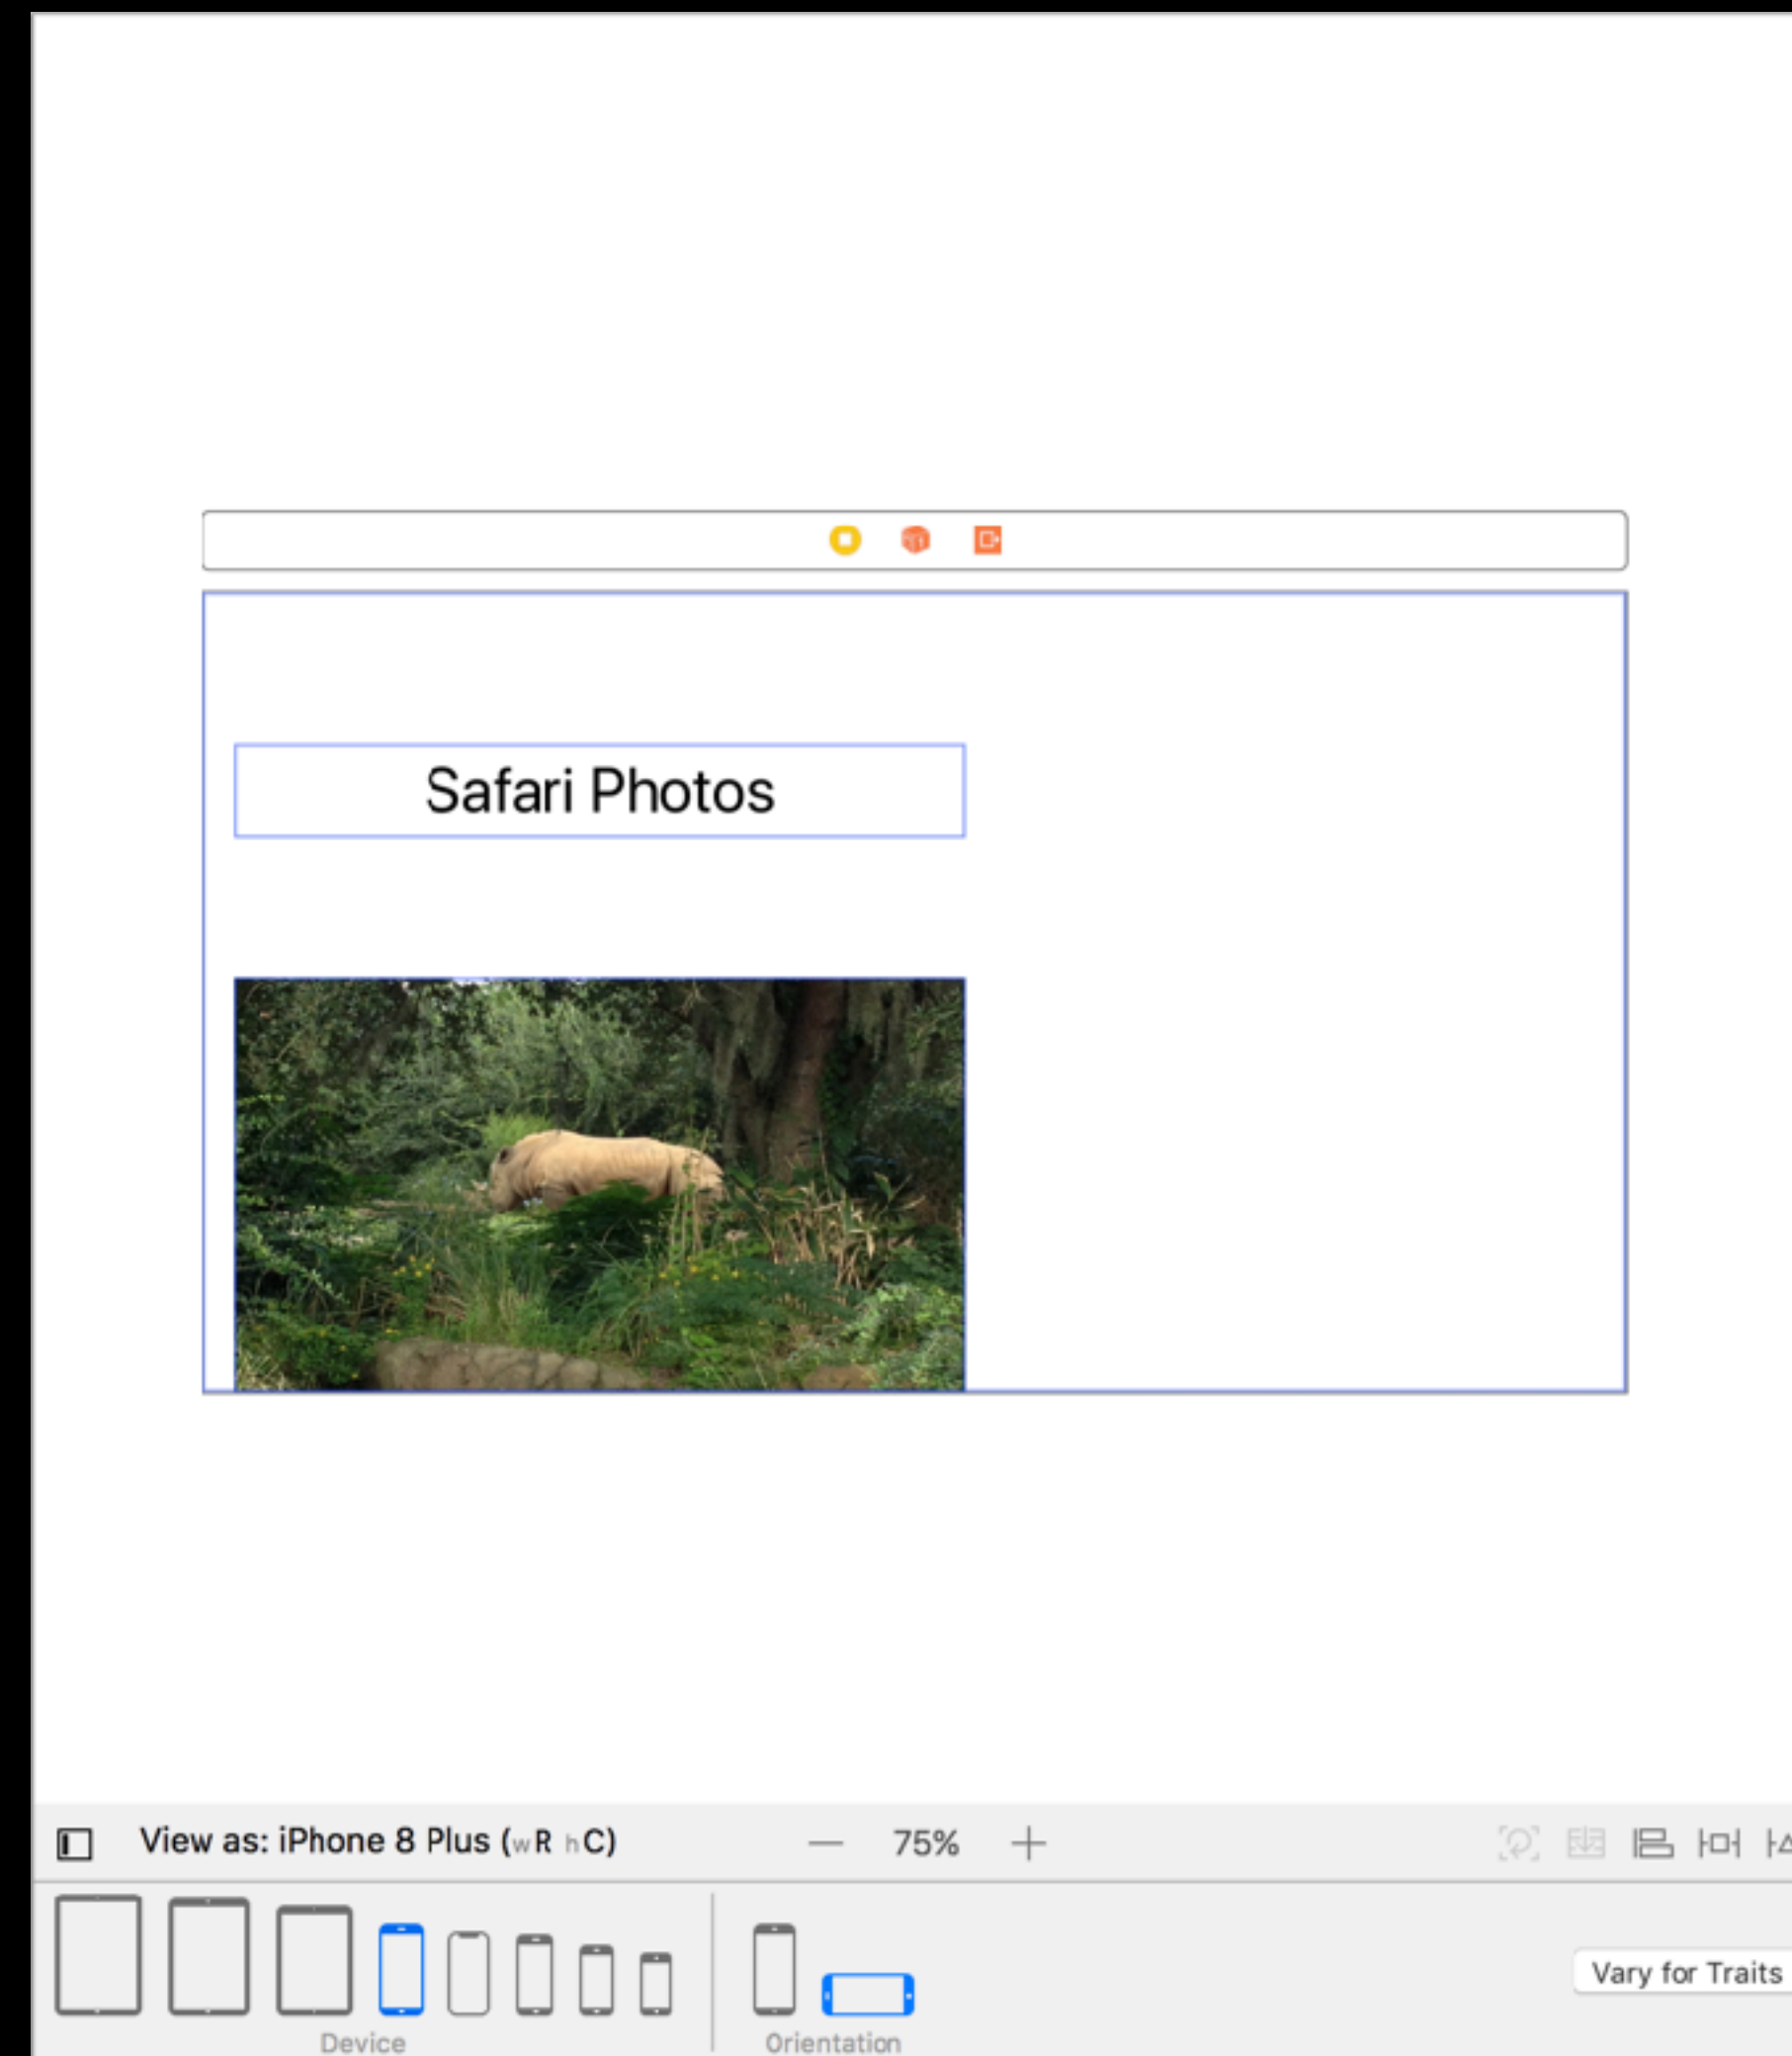 Safari Photos
View as: iPhone 8 Plus (wR hC)
75%
Vary for Traits
Device
Orientation